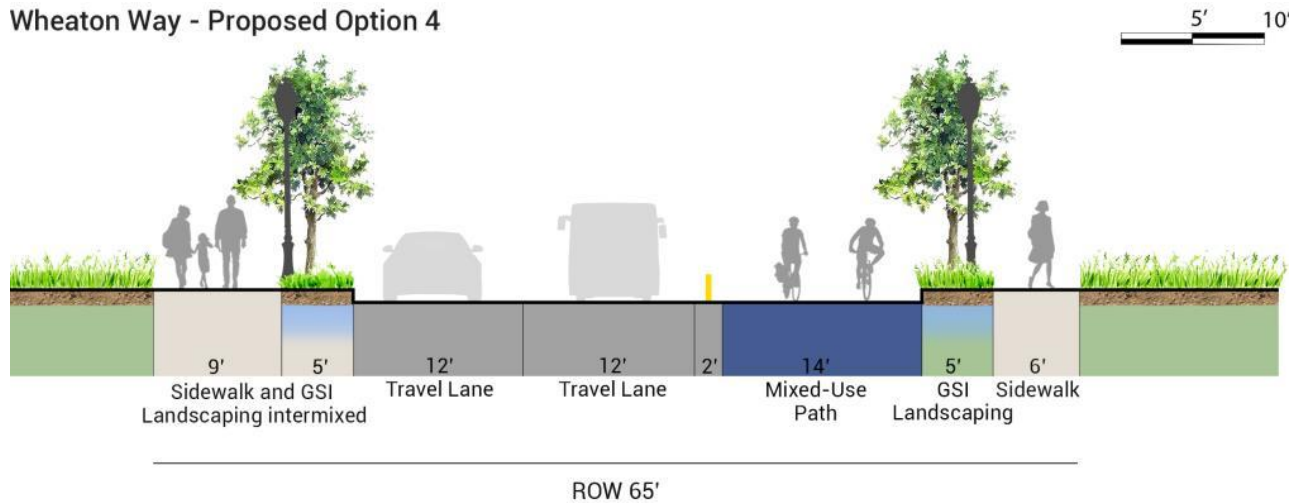 Wheaton Way - Proposed Option 4
5' 10'
9' 5' 12' 12' 2' 14' 5' 6'
Sidewalk and GSI
Landscaping intermixed
Travel Lane
Travel Lane
Mixed-Use
Path
GSI
Landscaping
Sidewalk
ROW 65'